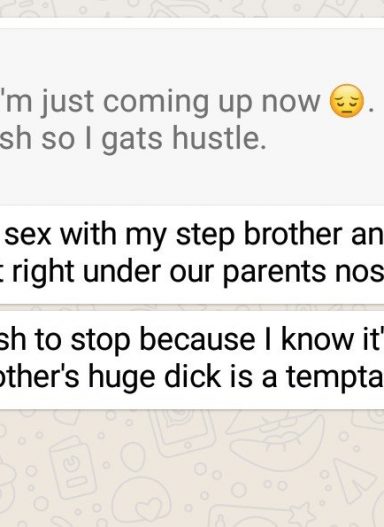 'm just coming up now 😔.
sh so I gats hustle.
sex with my step brother an
t right under our parents nos
sh to stop because I know it'
other's huge dick is a tempta